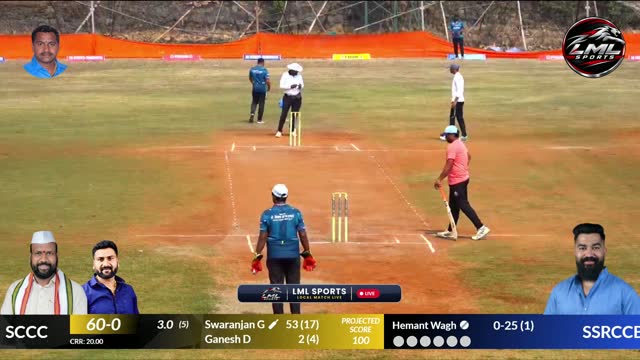 LML
SPORTS
LML SPORTS
LOCAL MATCH LIVE
LIVE
SCCC
60-0
3.0 (5)
CRR: 20.00
Swaranjan G 53 (17)
Ganesh D 2 (4)
PROJECTED
SCORE
100
Hemant Wagh 0-25 (1)
SSRCCB